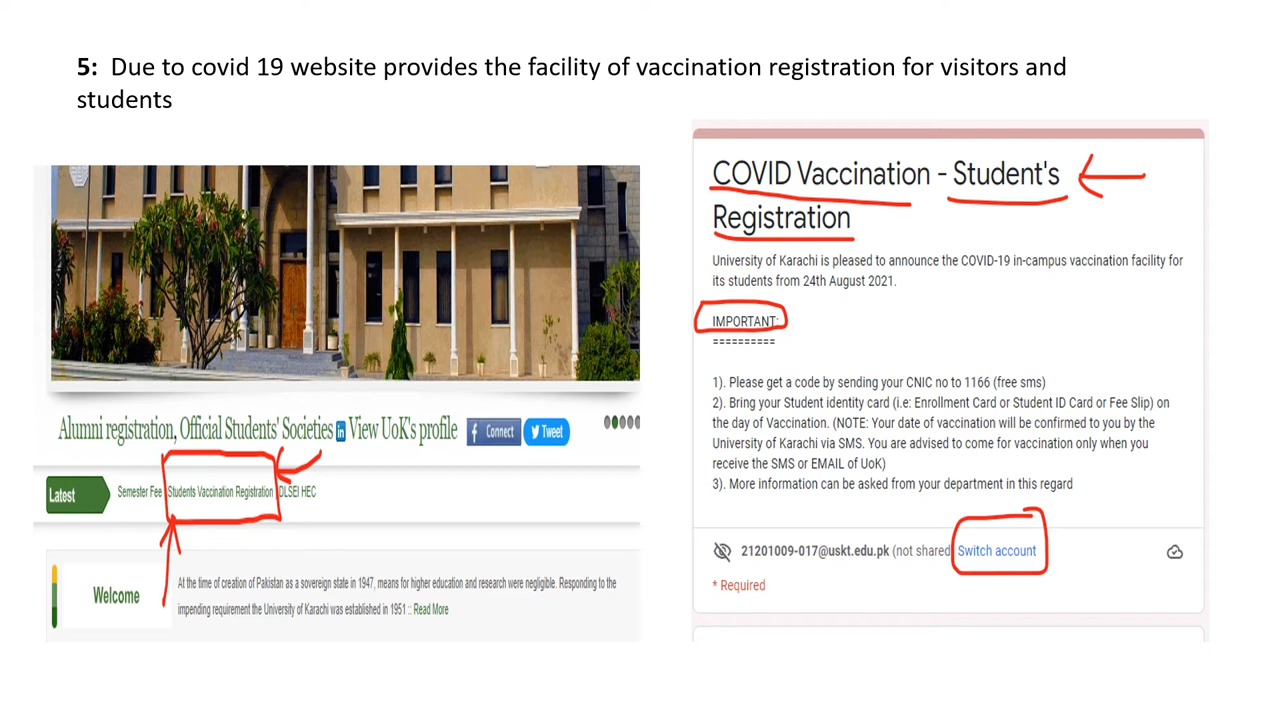 5: Due to covid 19 website provides the facility of vaccination registration for visitors and
students
Alumni registration, Official Students' Societies in View UoK's profile
f Connect
Tweet
Latest
Semester Fee Students Vaccination Registration DLSEI HEC
Welcome
At the time of creation of Pakistan as a sovereign state in 1947, means for higher education and research were negligible. Responding to the
impending requirement the University of Karachi was established in 1951 :: Read More
COVID Vaccination - Student's
Registration
University of Karachi is pleased to announce the COVID-19 in-campus vaccination facility for
its students from 24th August 2021.
IMPORTANT:
==========
1). Please get a code by sending your CNIC no to 1166 (free sms)
2). Bring your Student identity card (i.e: Enrollment Card or Student ID Card or Fee Slip) on
the day of Vaccination. (NOTE: Your date of vaccination will be confirmed to you by the
University of Karachi via SMS. You are advised to come for vaccination only when you
receive the SMS or EMAIL of UoK)
3). More information can be asked from your department in this regard
21201009-017@uskt.edu.pk (not shared) Switch account
* Required